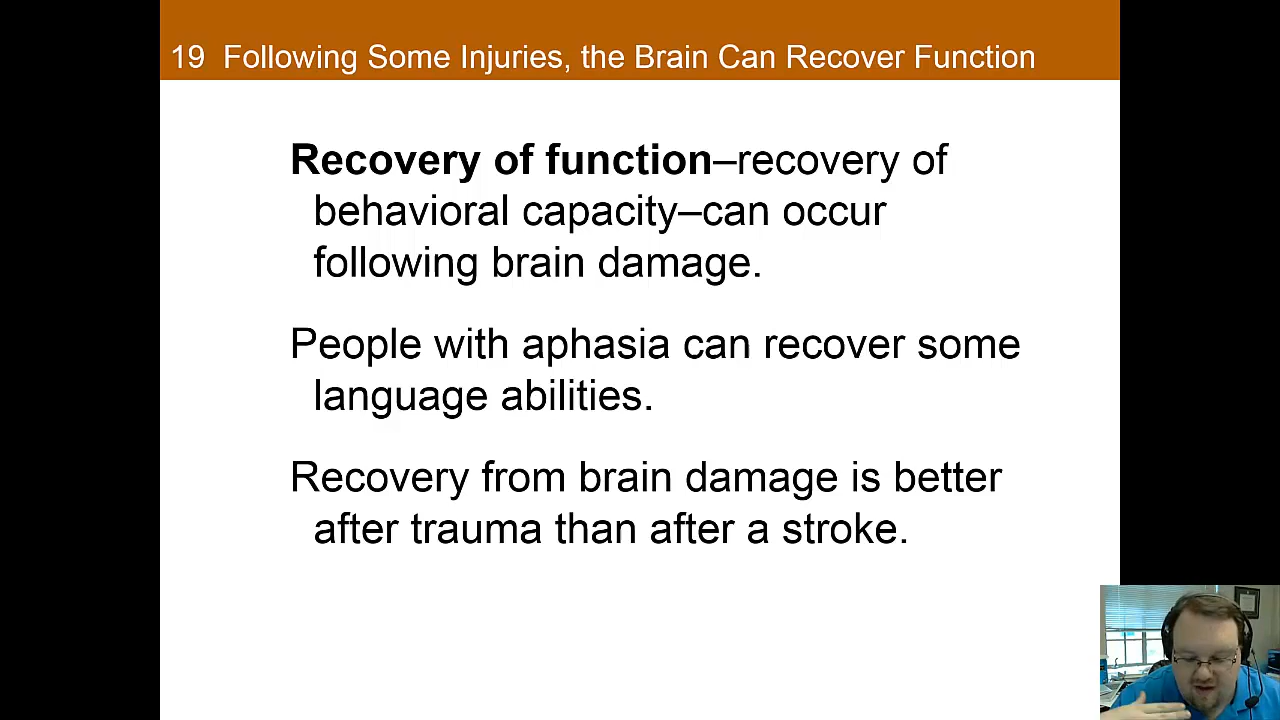 19 Following Some Injuries, the Brain Can Recover Function
Recovery of function–recovery of
behavioral capacity–can occur
following brain damage.
People with aphasia can recover some
language abilities.
Recovery from brain damage is better
after trauma than after a stroke.